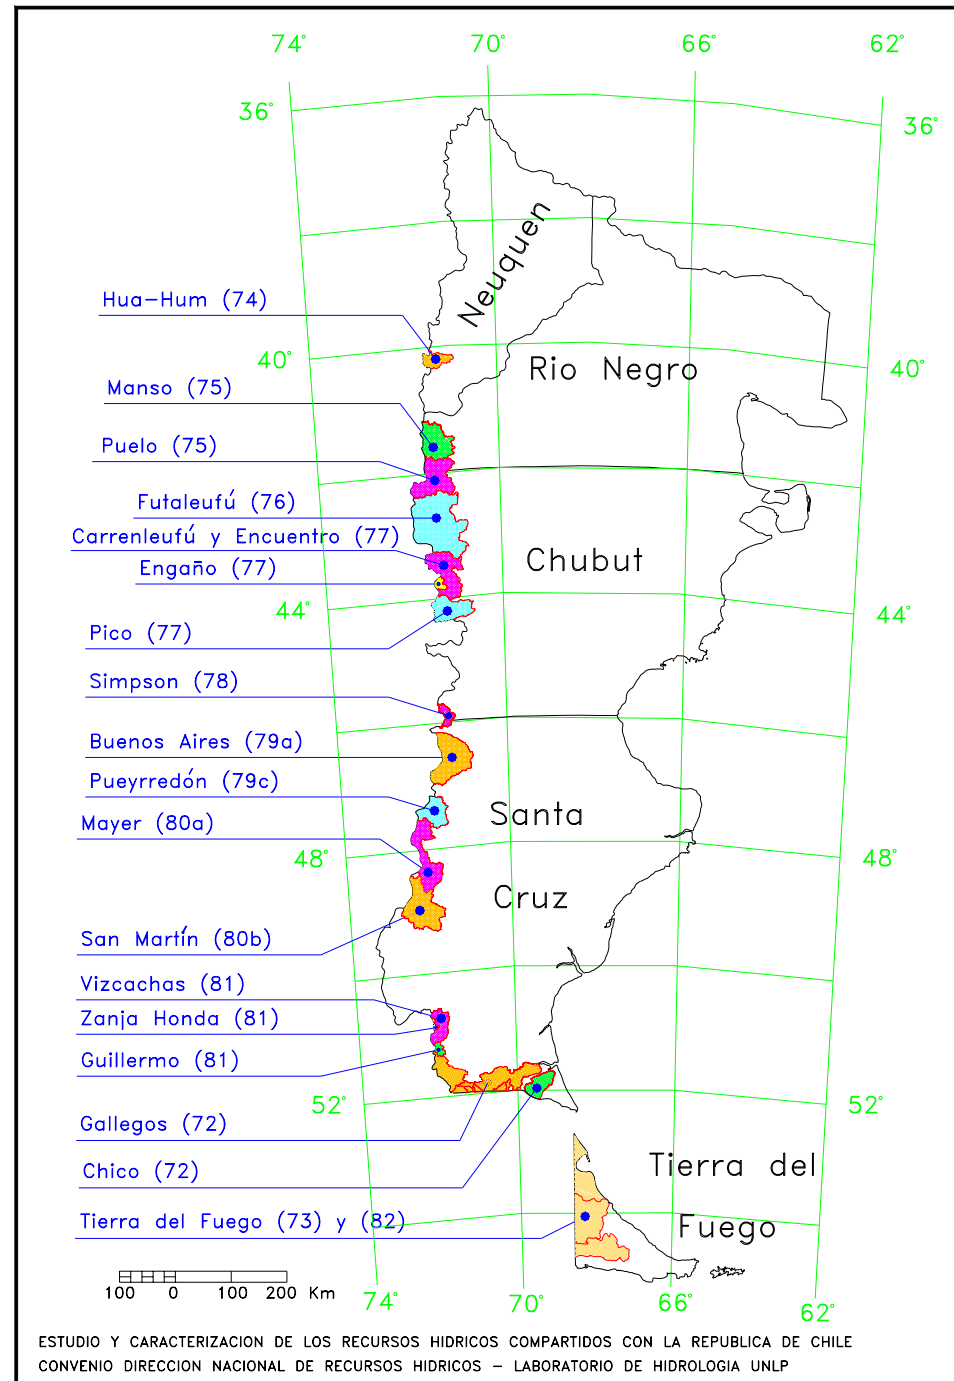 74° 70° 66° 62°
36° 36°
Neuquen
Hua-Hum (74)
40° Rio Negro 40°
Manso (75)
Puelo (75)
Futaleufú (76)
Carrenleufú y Encuentro (77)
Chubut
Engaño (77)
44° 44°
Pico (77)
Simpson (78)
Buenos Aires (79a)
Pueyrredón (79c)
Santa
Mayer (80a)
48° 48°
Cruz
San Martín (80b)
Vizcachas (81)
Zanja Honda (81)
Guillermo (81)
52° 52°
Gallegos (72)
Chico (72)
Tierra del
Fuego
Tierra del Fuego (73) y (82)
100 0 100 200 Km
74° 70° 66° 62°
ESTUDIO Y CARACTERIZACION DE LOS RECURSOS HIDRICOS COMPARTIDOS CON LA REPUBLICA DE CHILE
CONVENIO DIRECCION NACIONAL DE RECURSOS HIDRICOS – LABORATORIO DE HIDROLOGIA UNLP